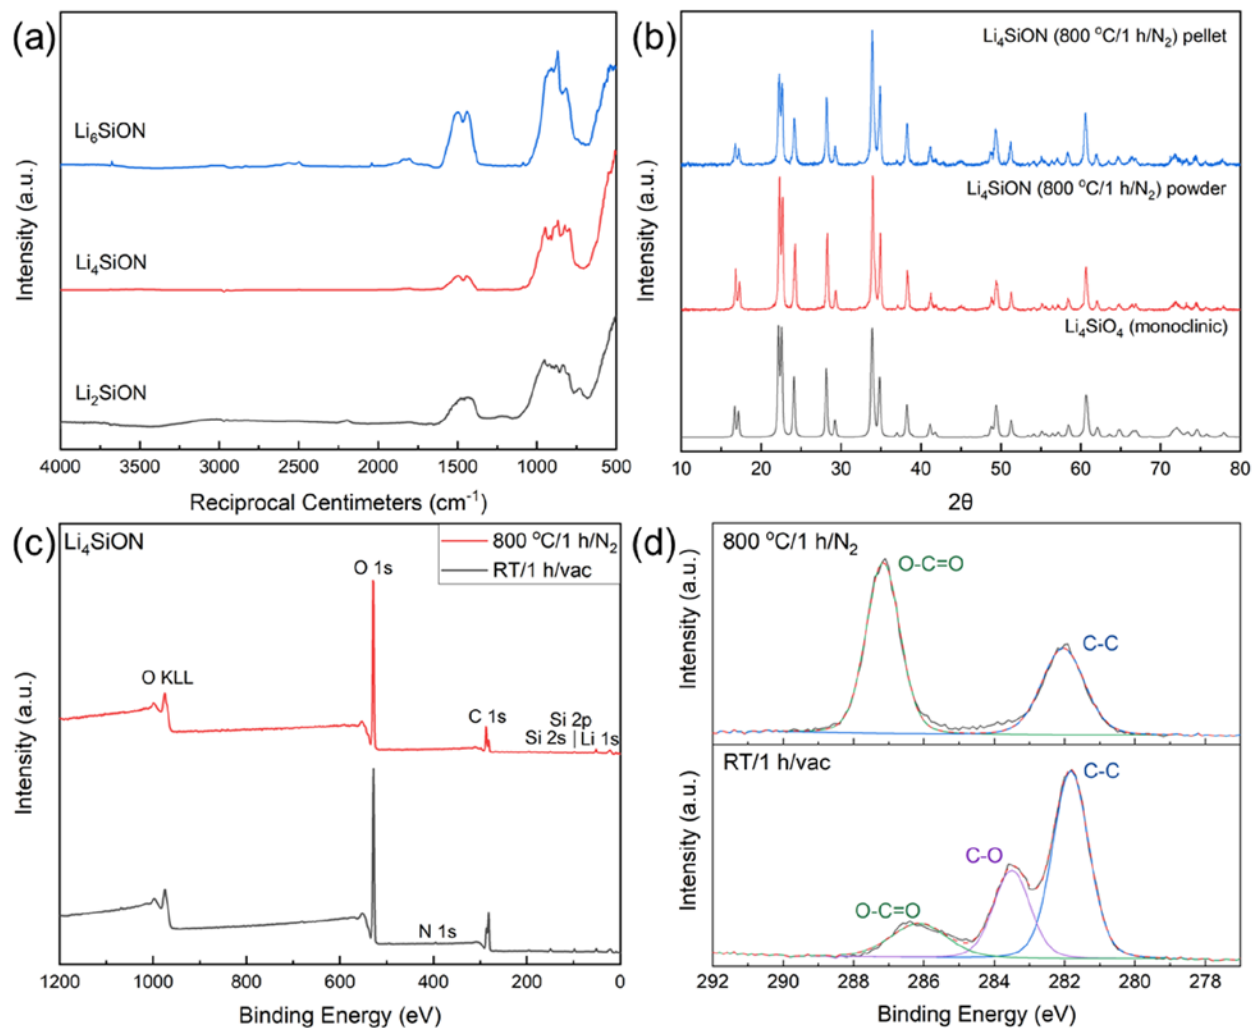 (a)
Li6SiON
Li4SiON
Li2SiON
Intensity (a.u.)
4000 3500 3000 2500 2000 1500 1000 500
Reciprocal Centimeters (cm-1)
(b)
Li4SiON (800 oC/1 h/N2) pellet
Li4SiON (800 oC/1 h/N2) powder
Li4SiO4 (monoclinic)
Intensity (a.u.)
10 20 30 40 50 60 70 80
2θ
(c)
Li4SiON
800 oC/1 h/N2
RT/1 h/vac
O 1s
O KLL
C 1s
Si 2p
Si 2s | Li 1s
N 1s
Intensity (a.u.)
1200 1000 800 600 400 200 0
Binding Energy (eV)
(d)
800 oC/1 h/N2
O-C=O
C-C
Intensity (a.u.)
RT/1 h/vac
C-C
C-O
O-C=O
Intensity (a.u.)
292 290 288 286 284 282 280 278
Binding Energy (eV)